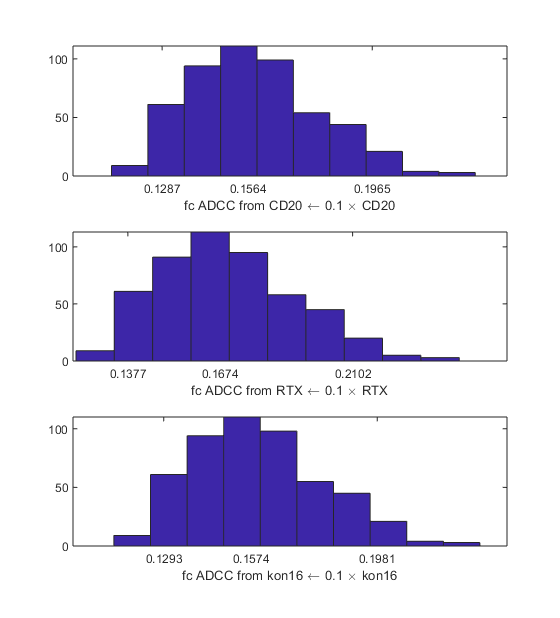 100
50
0
0.1287 0.1564 0.1965
fc ADCC from CD20 ← 0.1 × CD20
100
50
0
0.1377 0.1674 0.2102
fc ADCC from RTX ← 0.1 × RTX
100
50
0
0.1293 0.1574 0.1981
fc ADCC from kon16 ← 0.1 × kon16